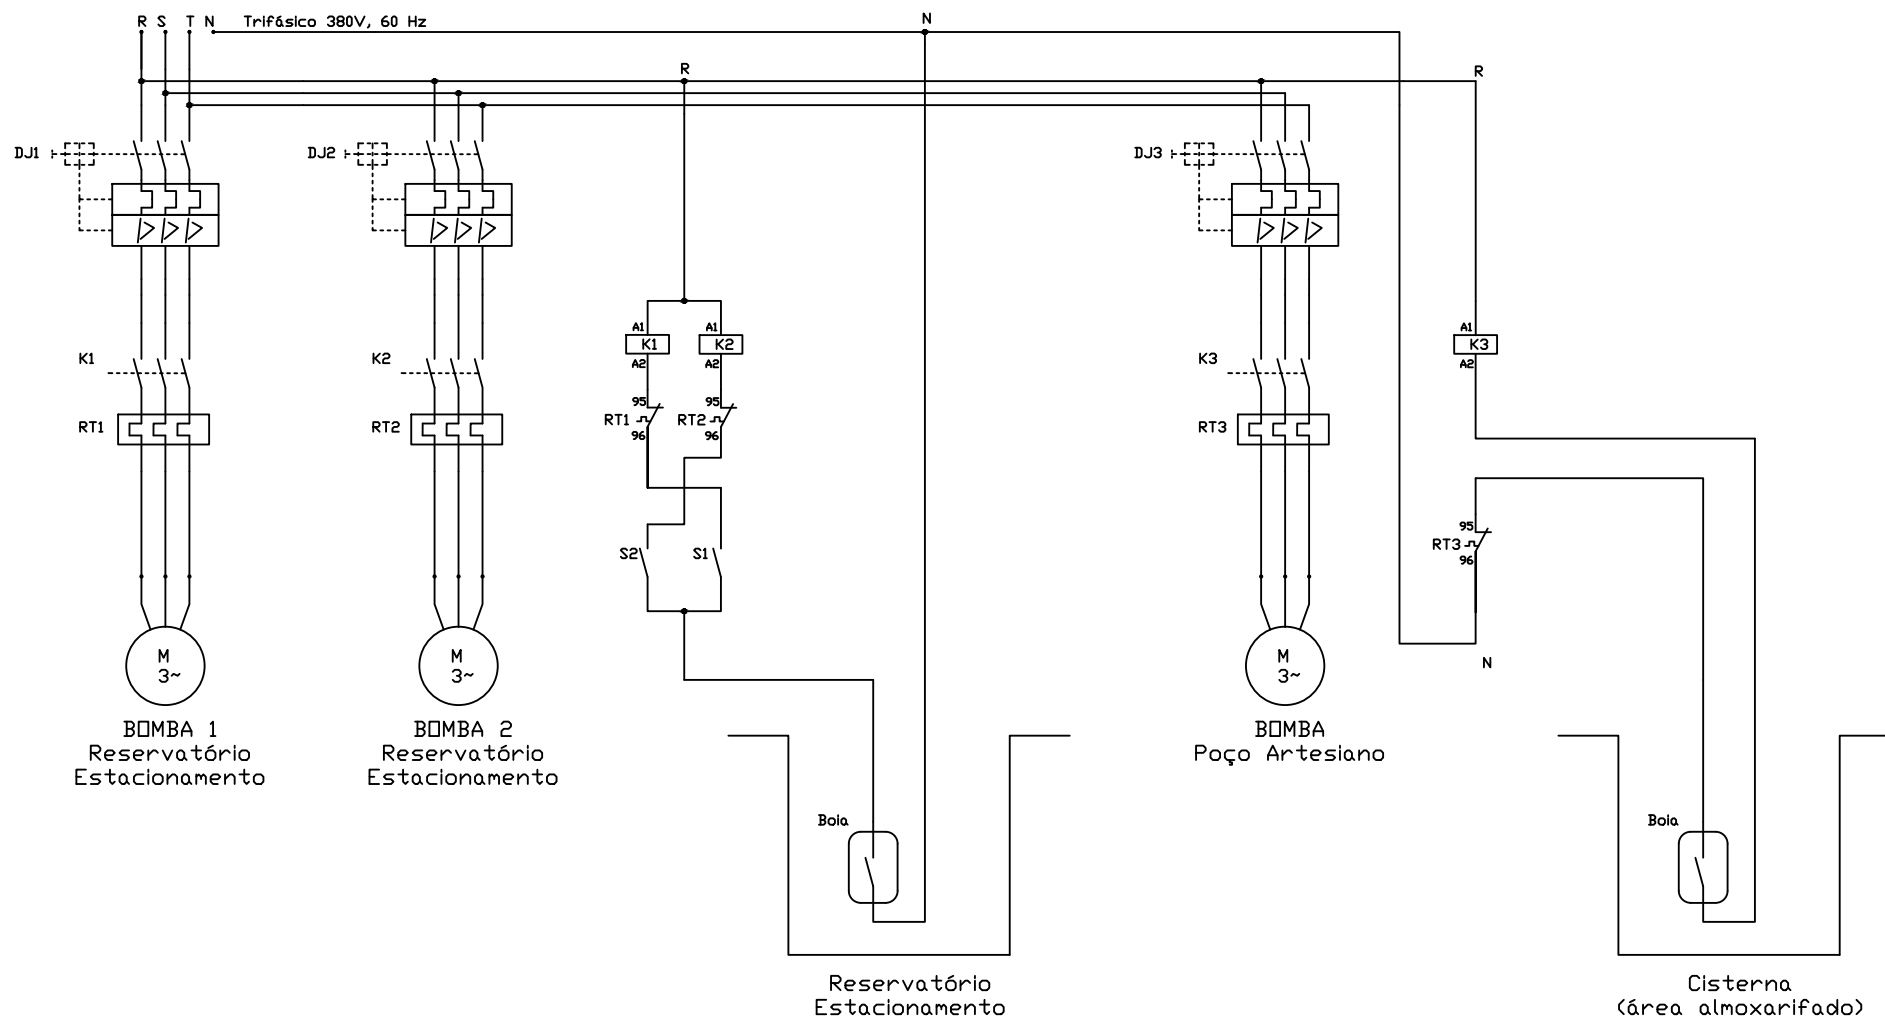 R S T N Trifásico 380V, 60 Hz
N
R
R
DJ1
DJ2
DJ3
A1
A1
A1
K1
K2
K3
A2
A2
A2
K1
K2
K3
95
95
RT1
RT2
96
96
RT1
RT2
RT3
95
RT3
96
S2
S1
M
3~
M
3~
M
3~
N
BOMBA 1
Reservatório
Estacionamento
BOMBA 2
Reservatório
Estacionamento
BOMBA
Poço Artesiano
Boia
Boia
Reservatório
Estacionamento
Cisterna
(área almoxarifado)